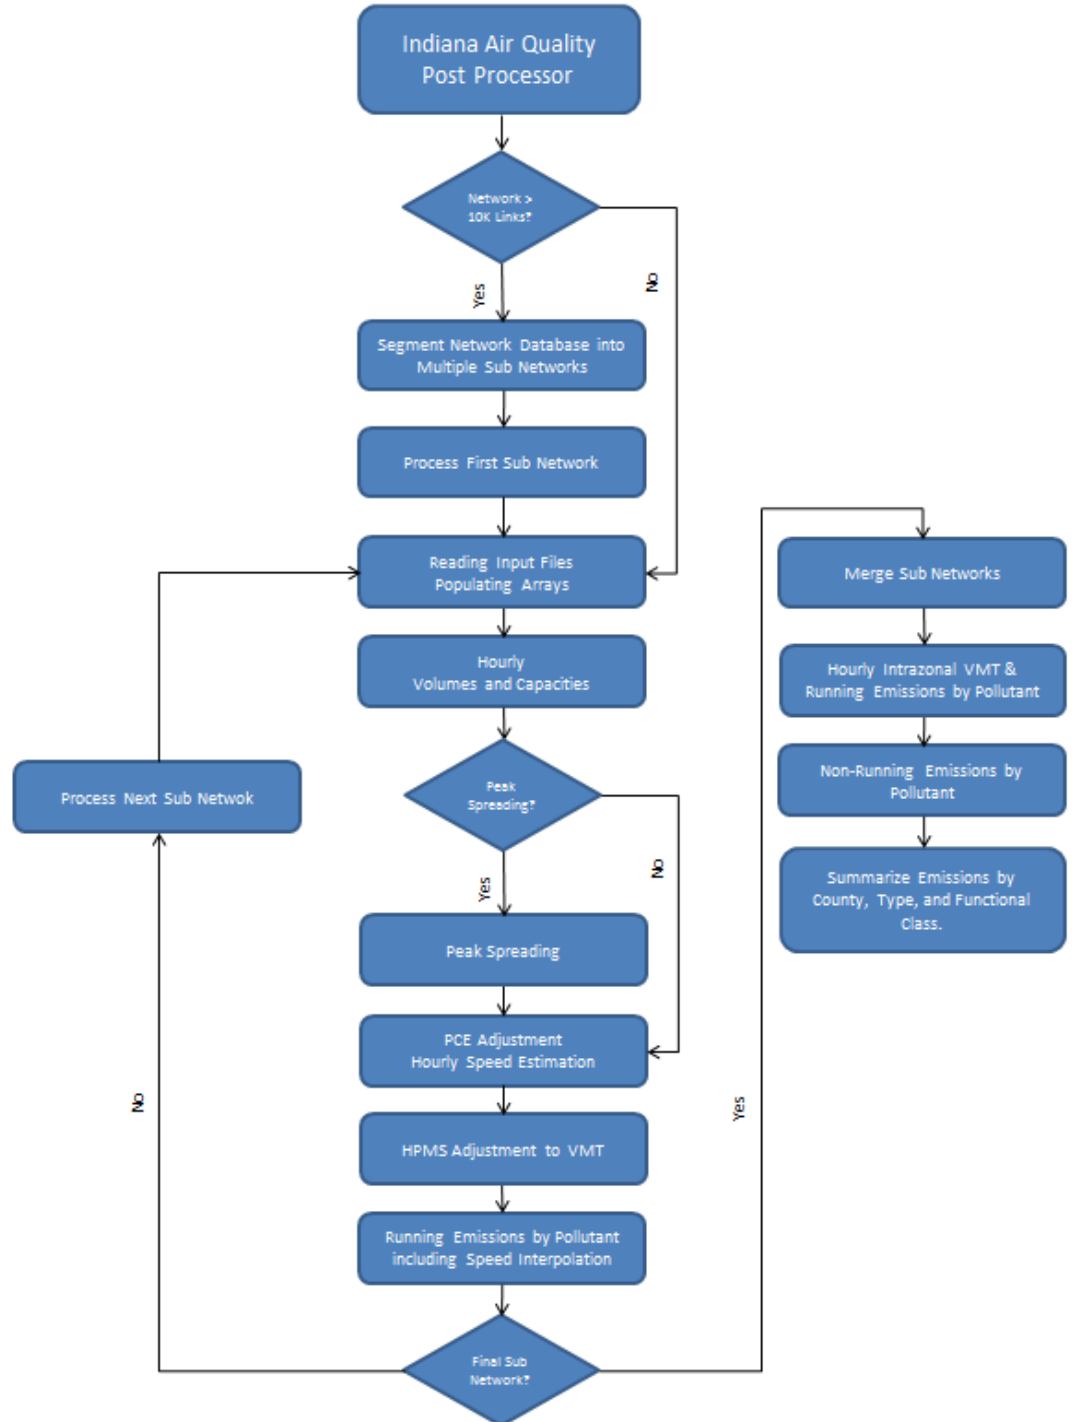 Indiana Air Quality
Post Processor
Network >
10K Links?
No
Yes
Segment Network Database into
Multiple Sub Networks
Process First Sub Network
Reading Input Files
Populating Arrays
Hourly
Volumes and Capacities
Peak
Spreading?
No
Yes
Peak Spreading
PCE Adjustment
Hourly Speed Estimation
HPMS Adjustment to VMT
Running Emissions by Pollutant
including Speed Interpolation
Final Sub
Network?
No
Process Next Sub Netwok
Yes
Merge Sub Networks
Hourly Intrazonal VMT &
Running Emissions by Pollutant
Non-Running Emissions by
Pollutant
Summarize Emissions by
County, Type, and Functional
Class.